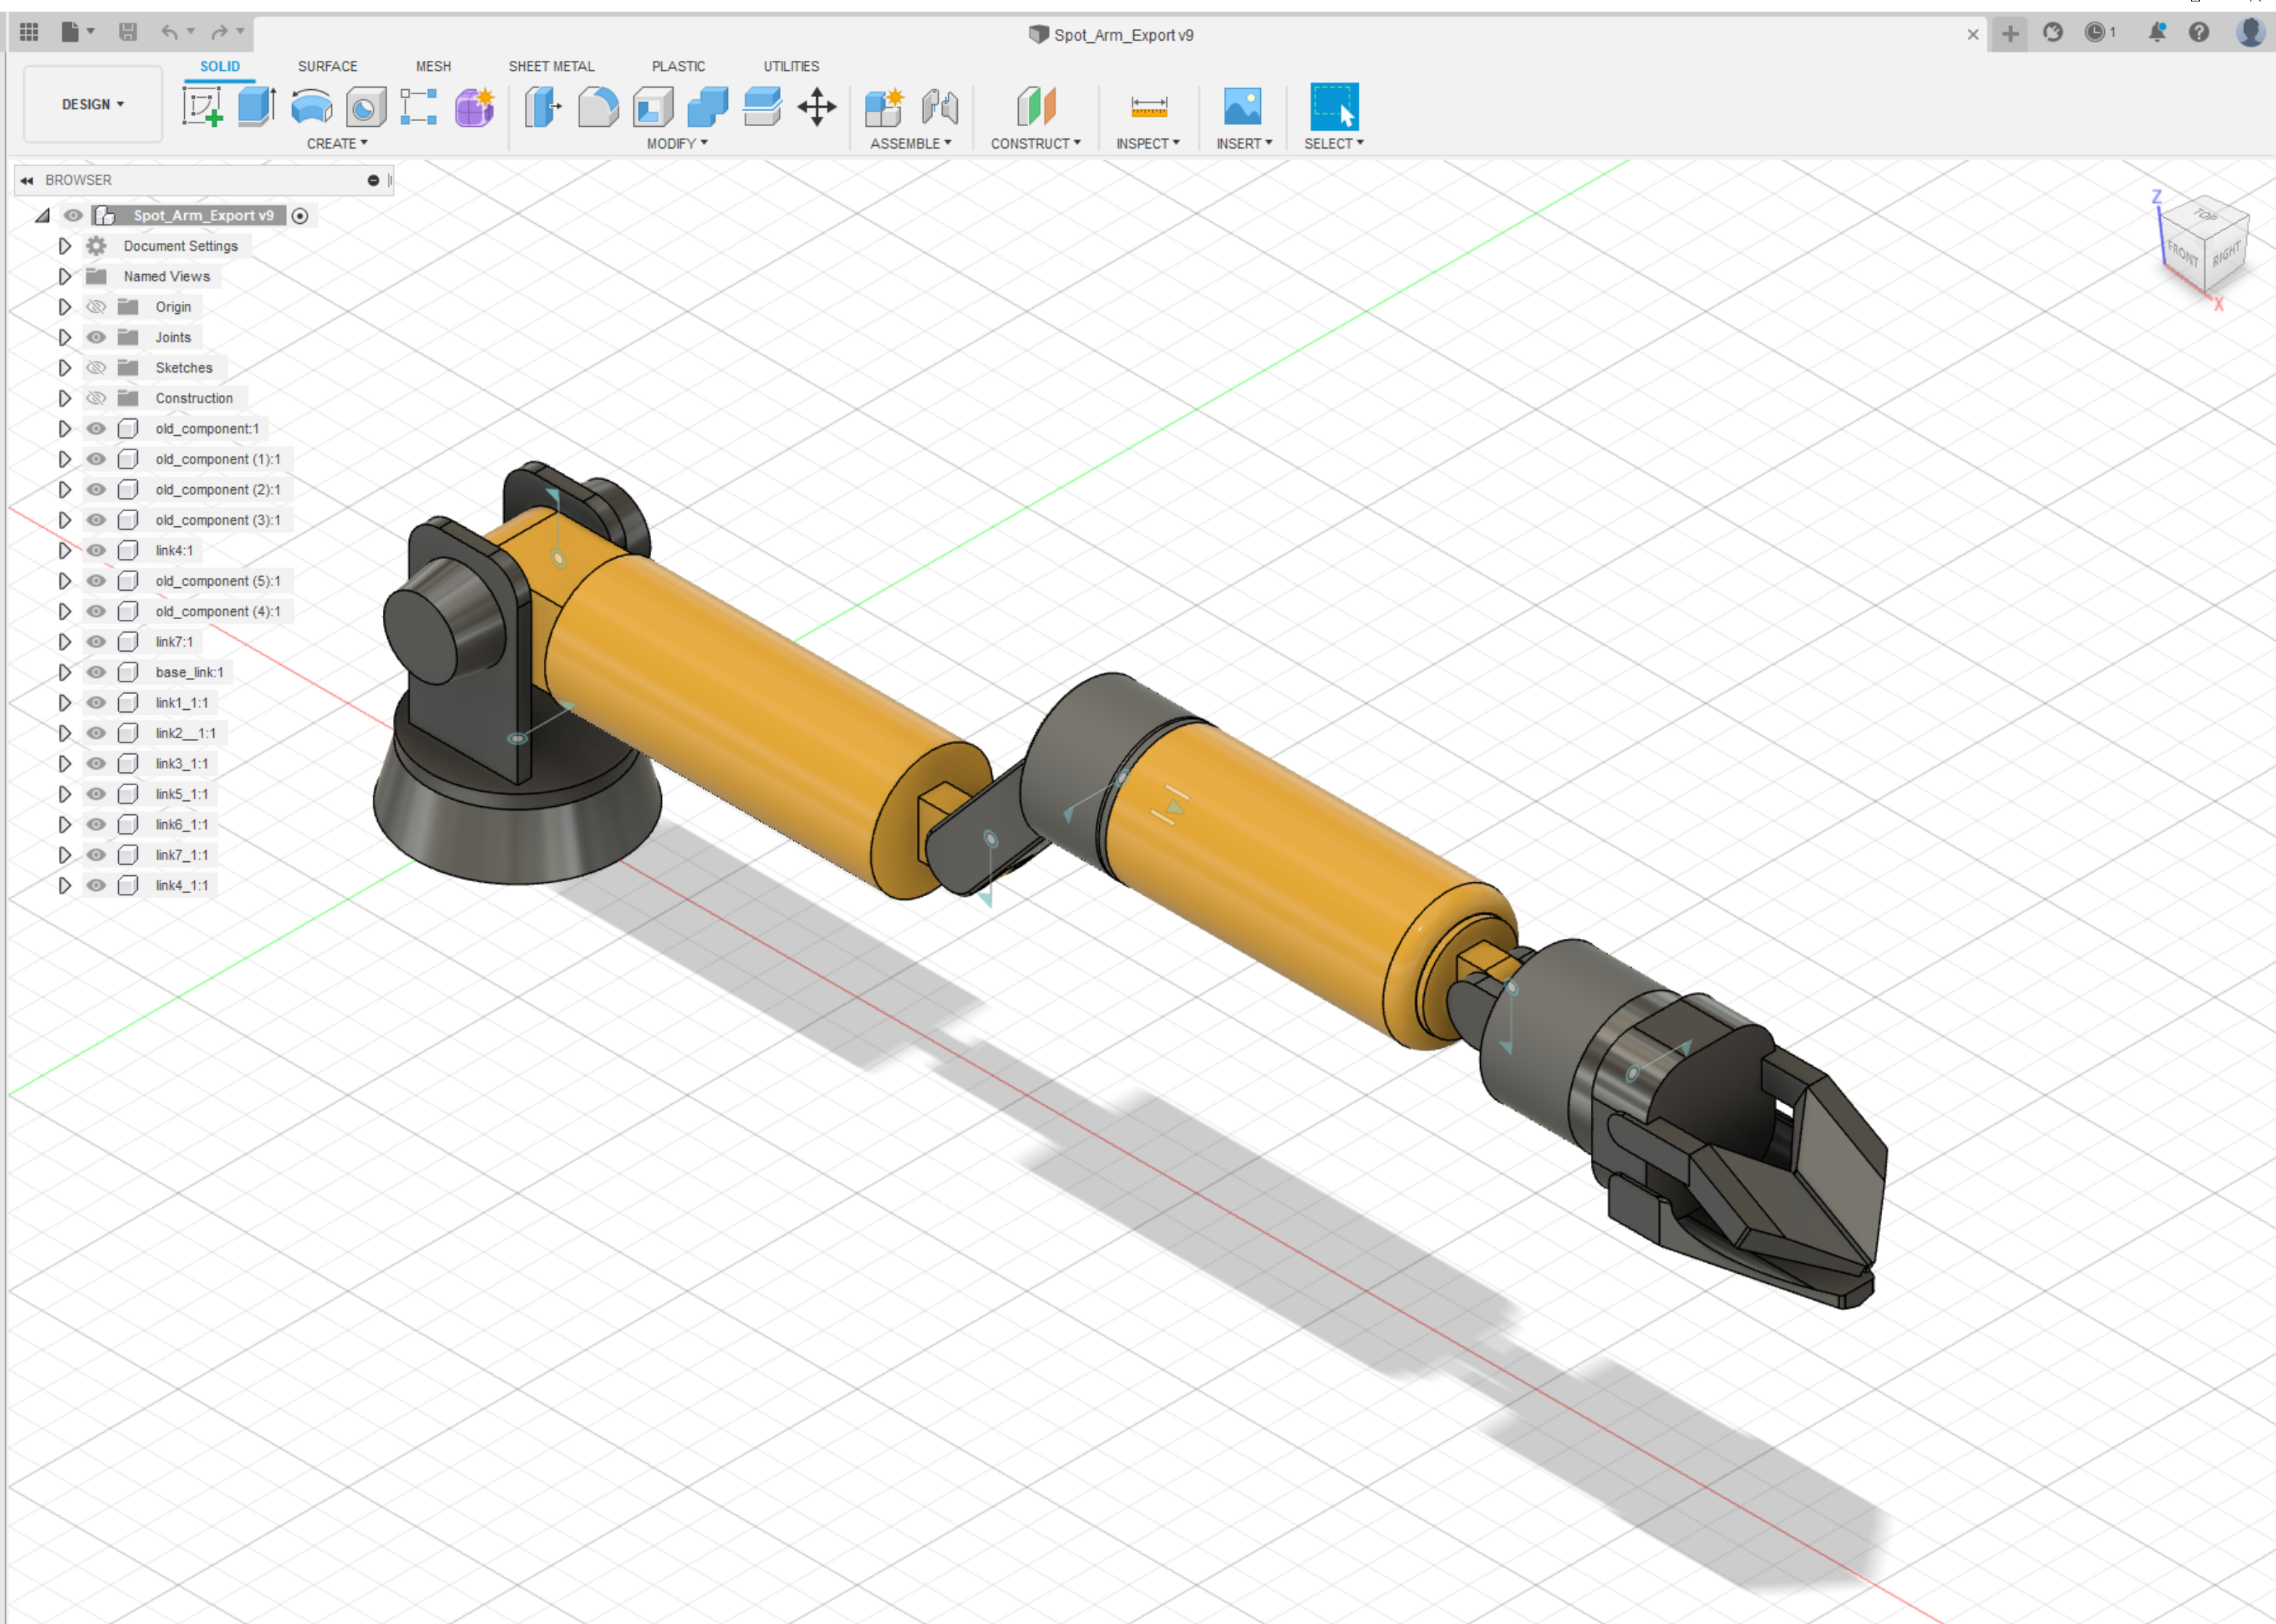 Spot_Arm_Export v9
1
SOLID SURFACE MESH SHEET METAL PLASTIC UTILITIES
DESIGN
CREATE MODIFY ASSEMBLE CONSTRUCT INSPECT INSERT SELECT
BROWSER
Spot_Arm_Export v9
Document Settings
Named Views
Origin
Joints
Sketches
Construction
old_component:1
old_component (1):1
old_component (2):1
old_component (3):1
link4:1
old_component (5):1
old_component (4):1
link7:1
base_link:1
link1_1:1
link2__1:1
link3_1:1
link5_1:1
link6_1:1
link7_1:1
link4_1:1
Z
TOP
FRONT RIGHT
X